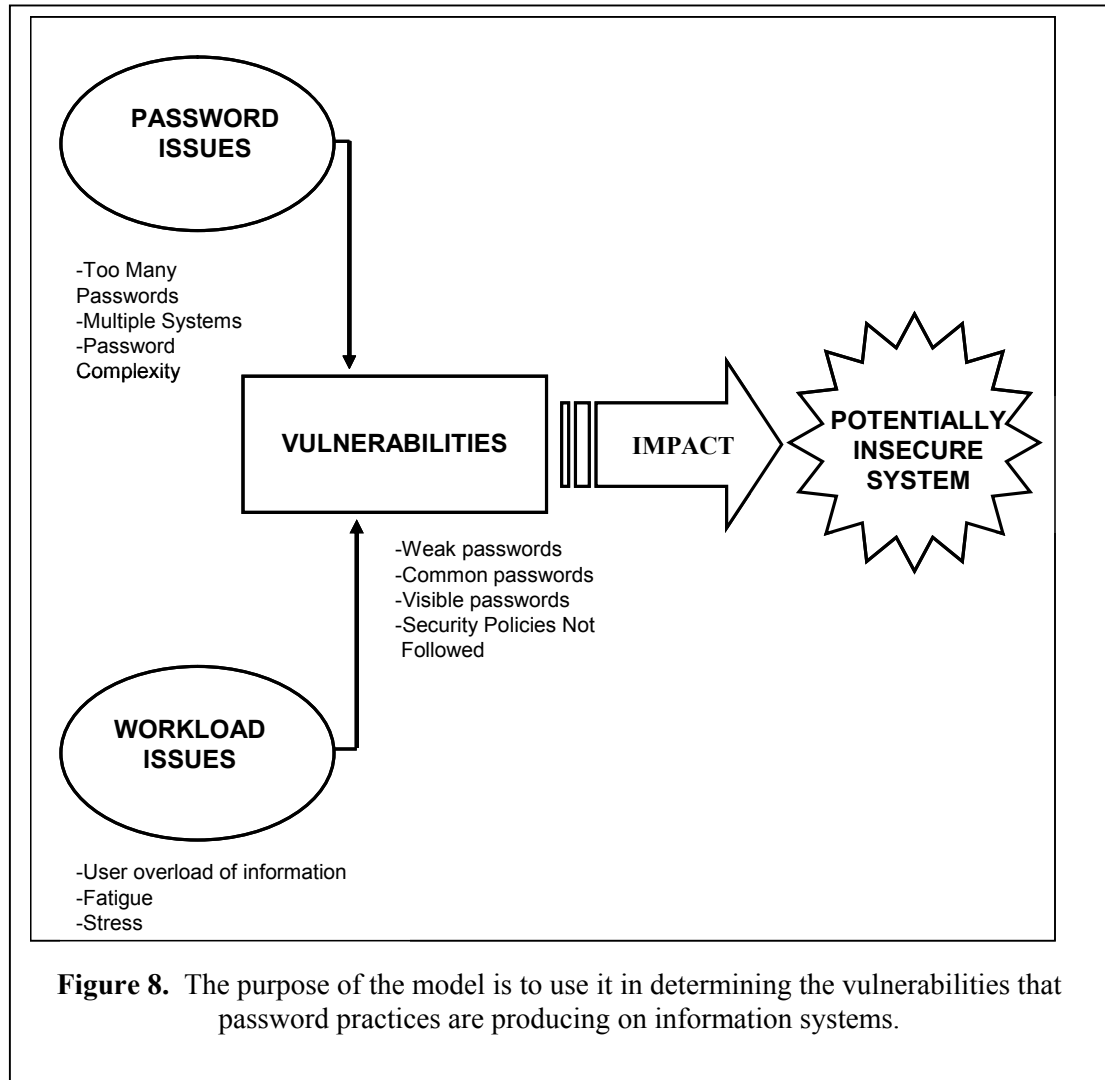 PASSWORD
ISSUES
-Too Many
Passwords
-Multiple Systems
-Password
Complexity
VULNERABILITIES
IMPACT
POTENTIALLY
INSECURE
SYSTEM
-Weak passwords
-Common passwords
-Visible passwords
-Security Policies Not
Followed
WORKLOAD
ISSUES
-User overload of information
-Fatigue
-Stress
Figure 8. The purpose of the model is to use it in determining the vulnerabilities that
password practices are producing on information systems.